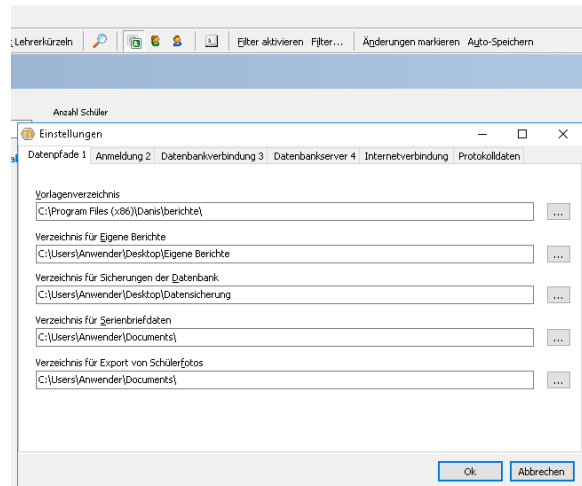 Lehrerkürzeln Filter aktivieren Filter... Änderungen markieren Auto-Speichern
Anzahl Schüler
Einstellungen
Datenpfade 1 Anmeldung 2 Datenbankverbindung 3 Datenbankserver 4 Internetverbindung Protokolldaten
Vorlagenverzeichnis
C:\Program Files (x86)\Danis\berichte\ ...
Verzeichnis für Eigene Berichte
C:\Users\Anwender\Desktop\Eigene Berichte ...
Verzeichnis für Sicherungen der Datenbank
C:\Users\Anwender\Desktop\Datensicherung ...
Verzeichnis für Serienbriefdaten
C:\Users\Anwender\Documents\ ...
Verzeichnis für Export von Schülerfotos
C:\Users\Anwender\Documents\ ...
Ok Abbrechen